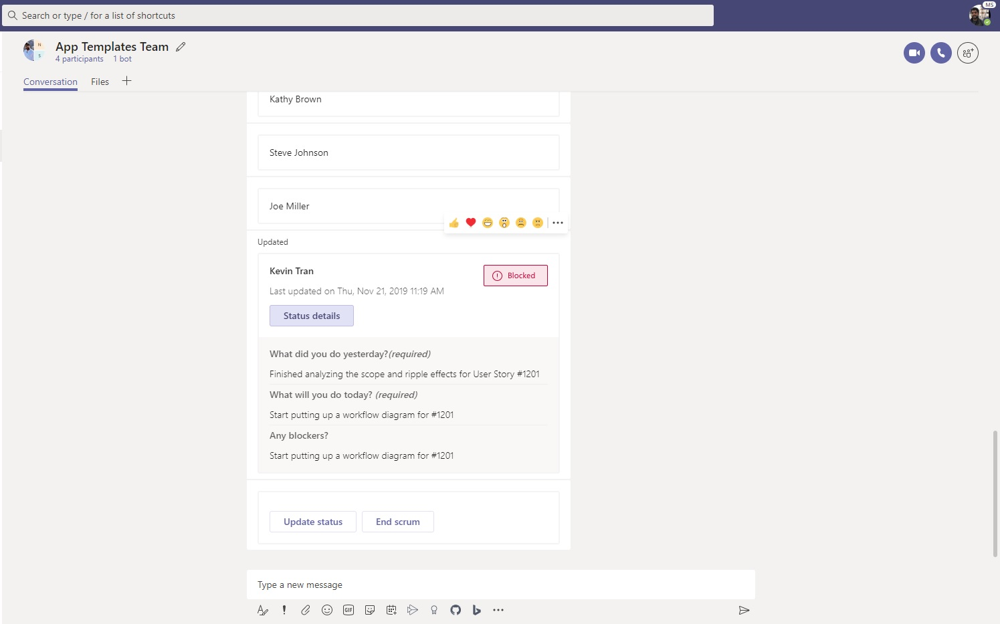 Search or type / for a list of shortcuts
MS
N
S
App Templates Team
4 participants 1 bot
Conversation Files
Kathy Brown
Steve Johnson
Joe Miller
Updated
Kevin Tran
Blocked
Last updated on Thu, Nov 21, 2019 11:19 AM
Status details
What did you do yesterday?(required)
Finished analyzing the scope and ripple effects for User Story #1201
What will you do today? (required)
Start putting up a workflow diagram for #1201
Any blockers?
Start putting up a workflow diagram for #1201
Update status End scrum
Type a new message
GIF